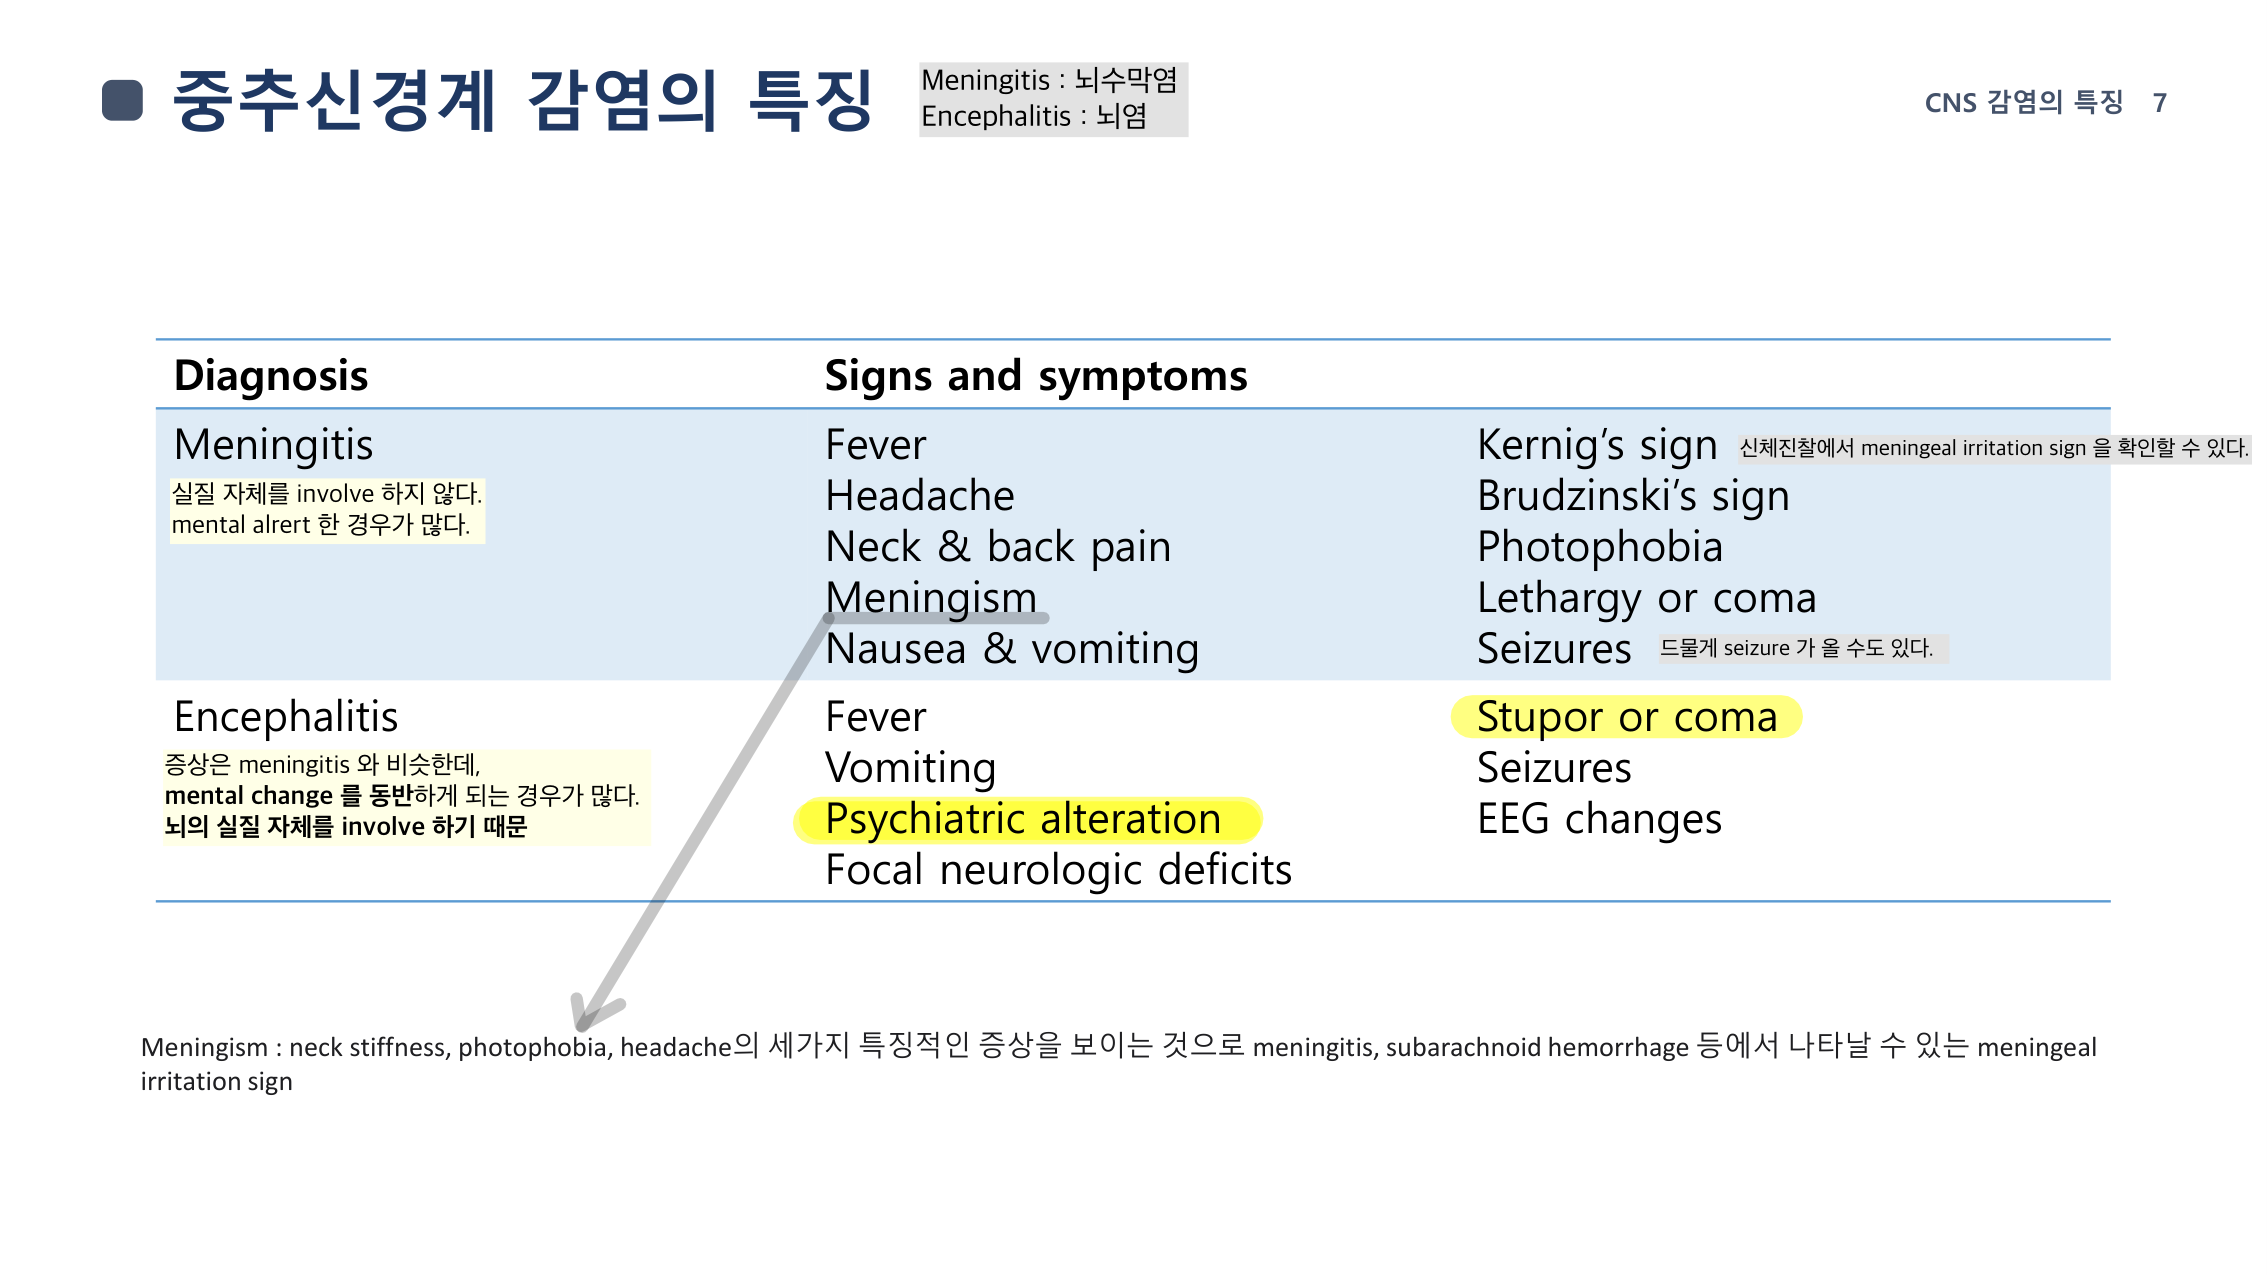 중추신경계 감염의 특징
Meningitis : 뇌수막염
Encephalitis : 뇌염
CNS 감염의 특징 7
Diagnosis
Signs and symptoms
Meningitis
실질 자체를 involve 하지 않다.
mental alrert 한 경우가 많다.
Fever
Headache
Neck & back pain
Meningism
Nausea & vomiting
Kernig’s sign 신체진찰에서 meningeal irritation sign 을 확인할 수 있다.
Brudzinski’s sign
Photophobia
Lethargy or coma
Seizures 드물게 seizure 가 올 수도 있다.
Encephalitis
증상은 meningitis 와 비슷한데,
mental change 를 동반하게 되는 경우가 많다.
뇌의 실질 자체를 involve 하기 때문
Fever
Vomiting
Psychiatric alteration
Focal neurologic deficits
Stupor or coma
Seizures
EEG changes
Meningism : neck stiffness, photophobia, headache의 세가지 특징적인 증상을 보이는 것으로 meningitis, subarachnoid hemorrhage 등에서 나타날 수 있는 meningeal
irritation sign